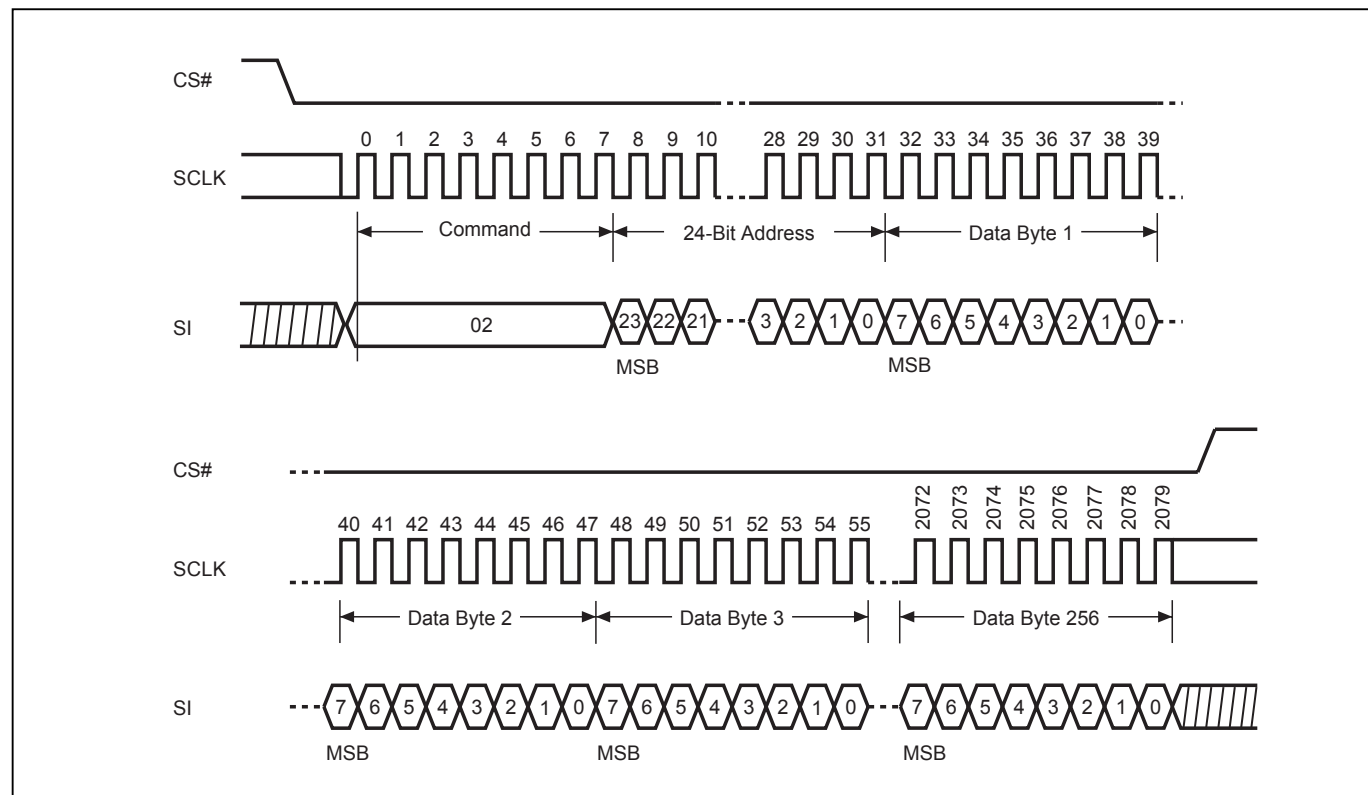 CS#
0 1 2 3 4 5 6 7 8 9 10 28 29 30 31 32 33 34 35 36 37 38 39
SCLK
Command 24-Bit Address Data Byte 1
SI 02 23 22 21 3 2 1 0 7 6 5 4 3 2 1 0
MSB MSB
CS#
2072 2073 2074 2075 2076 2077 2078 2079
40 41 42 43 44 45 46 47 48 49 50 51 52 53 54 55
SCLK
Data Byte 2 Data Byte 3 Data Byte 256
SI 7 6 5 4 3 2 1 0 7 6 5 4 3 2 1 0 7 6 5 4 3 2 1 0
MSB MSB MSB